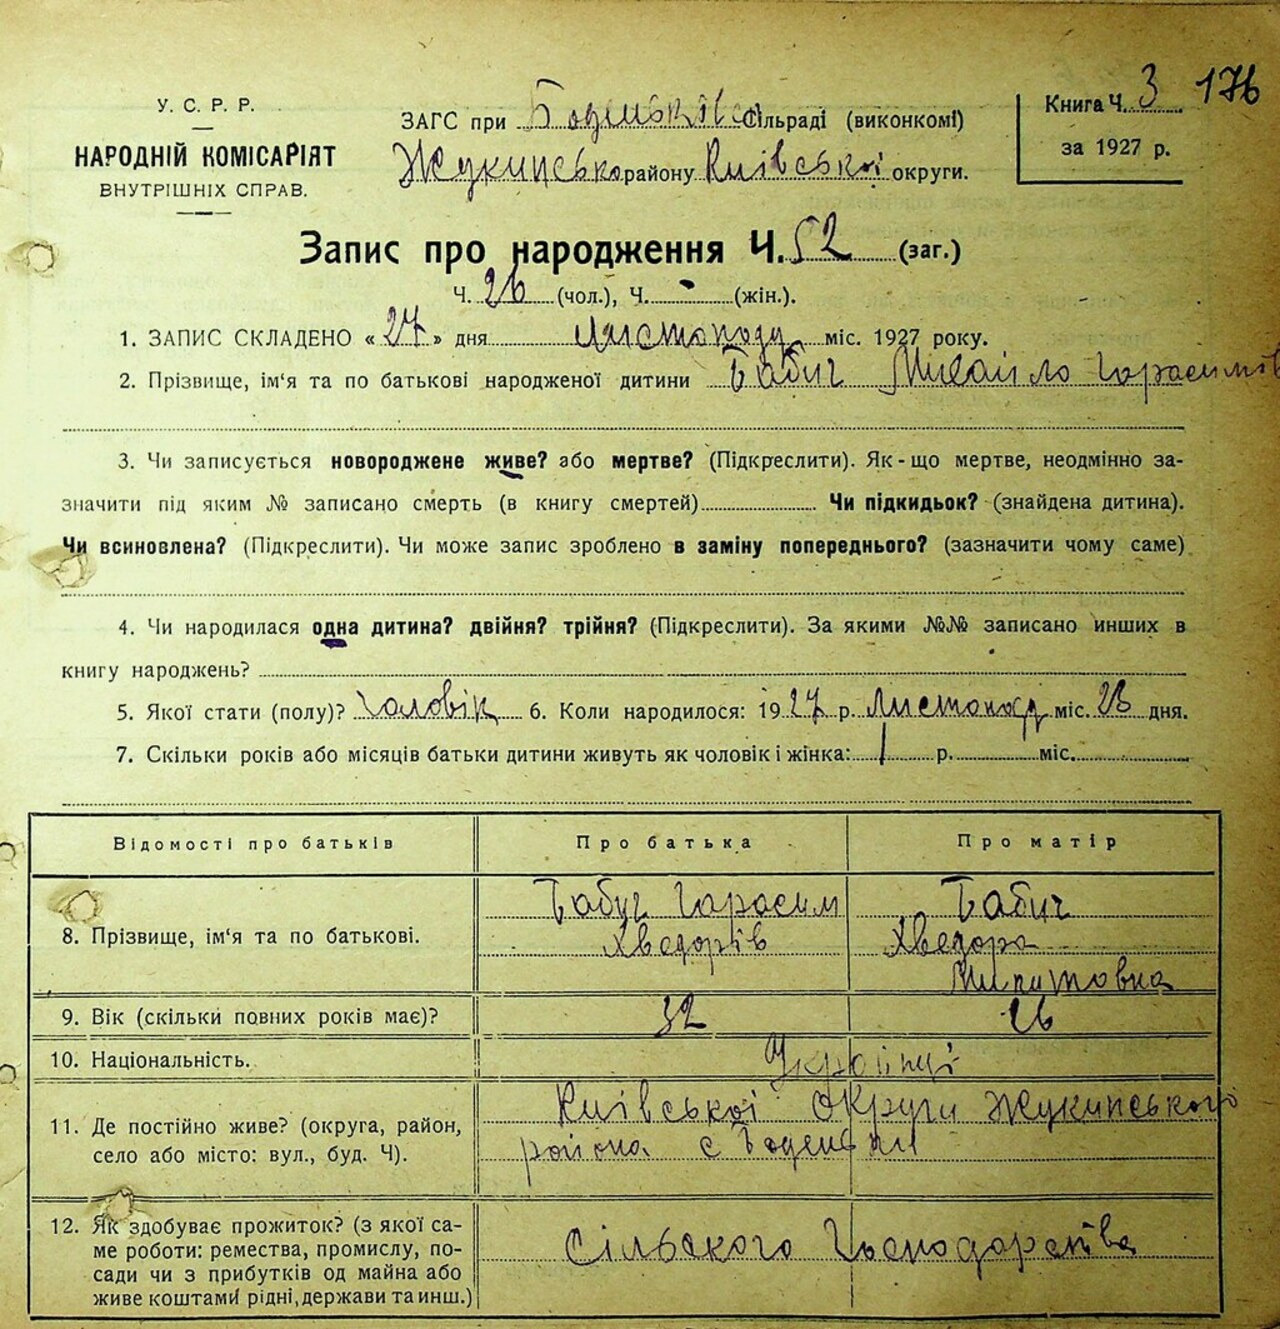 176
У. С. Р. Р.
НАРОДНІЙ КОМІСАРІЯТ
ВНУТРІШНІХ СПРАВ.
ЗАГС при Боденьківсь сільраді (виконкомі)
Жукинсько району Київської округи.
Книга Ч. 3
за 1927 р.
Запис про народження Ч. 52 (заг.)
Ч. 26 (чол.), Ч. - (жін.).
1. ЗАПИС СКЛАДЕНО « 27 » дня Листопада міс. 1927 року.
2. Прізвище, ім'я та по батькові народженої дитини Бабич Михайло Гарасимів
3. Чи записується новороджене живе? або мертве? (Підкреслити). Як-що мертве, неодмінно за-
значити під яким № записано смерть (в книгу смертей) Чи підкидьок? (знайдена дитина).
Чи всиновлена? (Підкреслити). Чи може запис зроблено в заміну попереднього? (зазначити чому саме)
4. Чи народилася одна дитина? двійня? трійня? (Підкреслити). За якими №№ записано инших в
книгу народжень?
5. Якої стати (полу)? Чоловік 6. Коли народилося: 1927 р. Листопад міс. 23 дня.
7. Скільки років або місяців батьки дитини живуть як чоловік і жінка: 1 р. міс.
Відомості про батьків Про батька Про матір
8. Прізвище, ім'я та по батькові. Бабич Гарасим Бабич
Хведорів Хведора
Микитовна
9. Вік (скільки повних років має)? 32 26
10. Національність. Українці
11. Де постійно живе? (округа, район, Київської округи Жукинського
село або місто: вул., буд. Ч). района с Боденьки
12. Як здобуває прожиток? (з якої са-
ме роботи: ремества, промислу, по- Сільского Господарства
сади чи з прибутків од майна або
живе коштами рідні, держави та инш.)